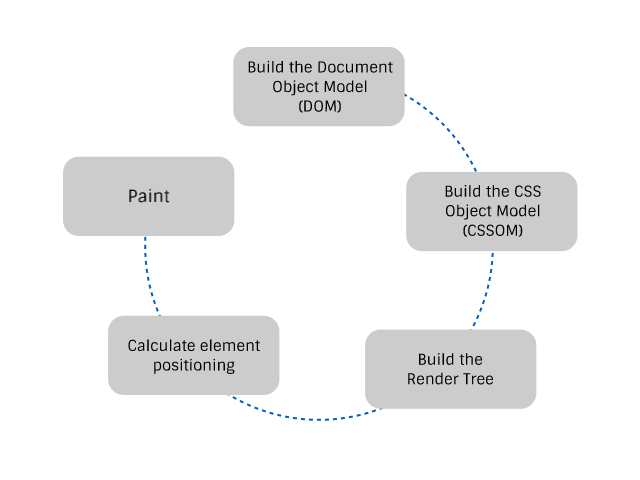 Build the Document
Object Model
(DOM)
Build the CSS
Object Model
(CSSOM)
Build the
Render Tree
Calculate element
positioning
Paint